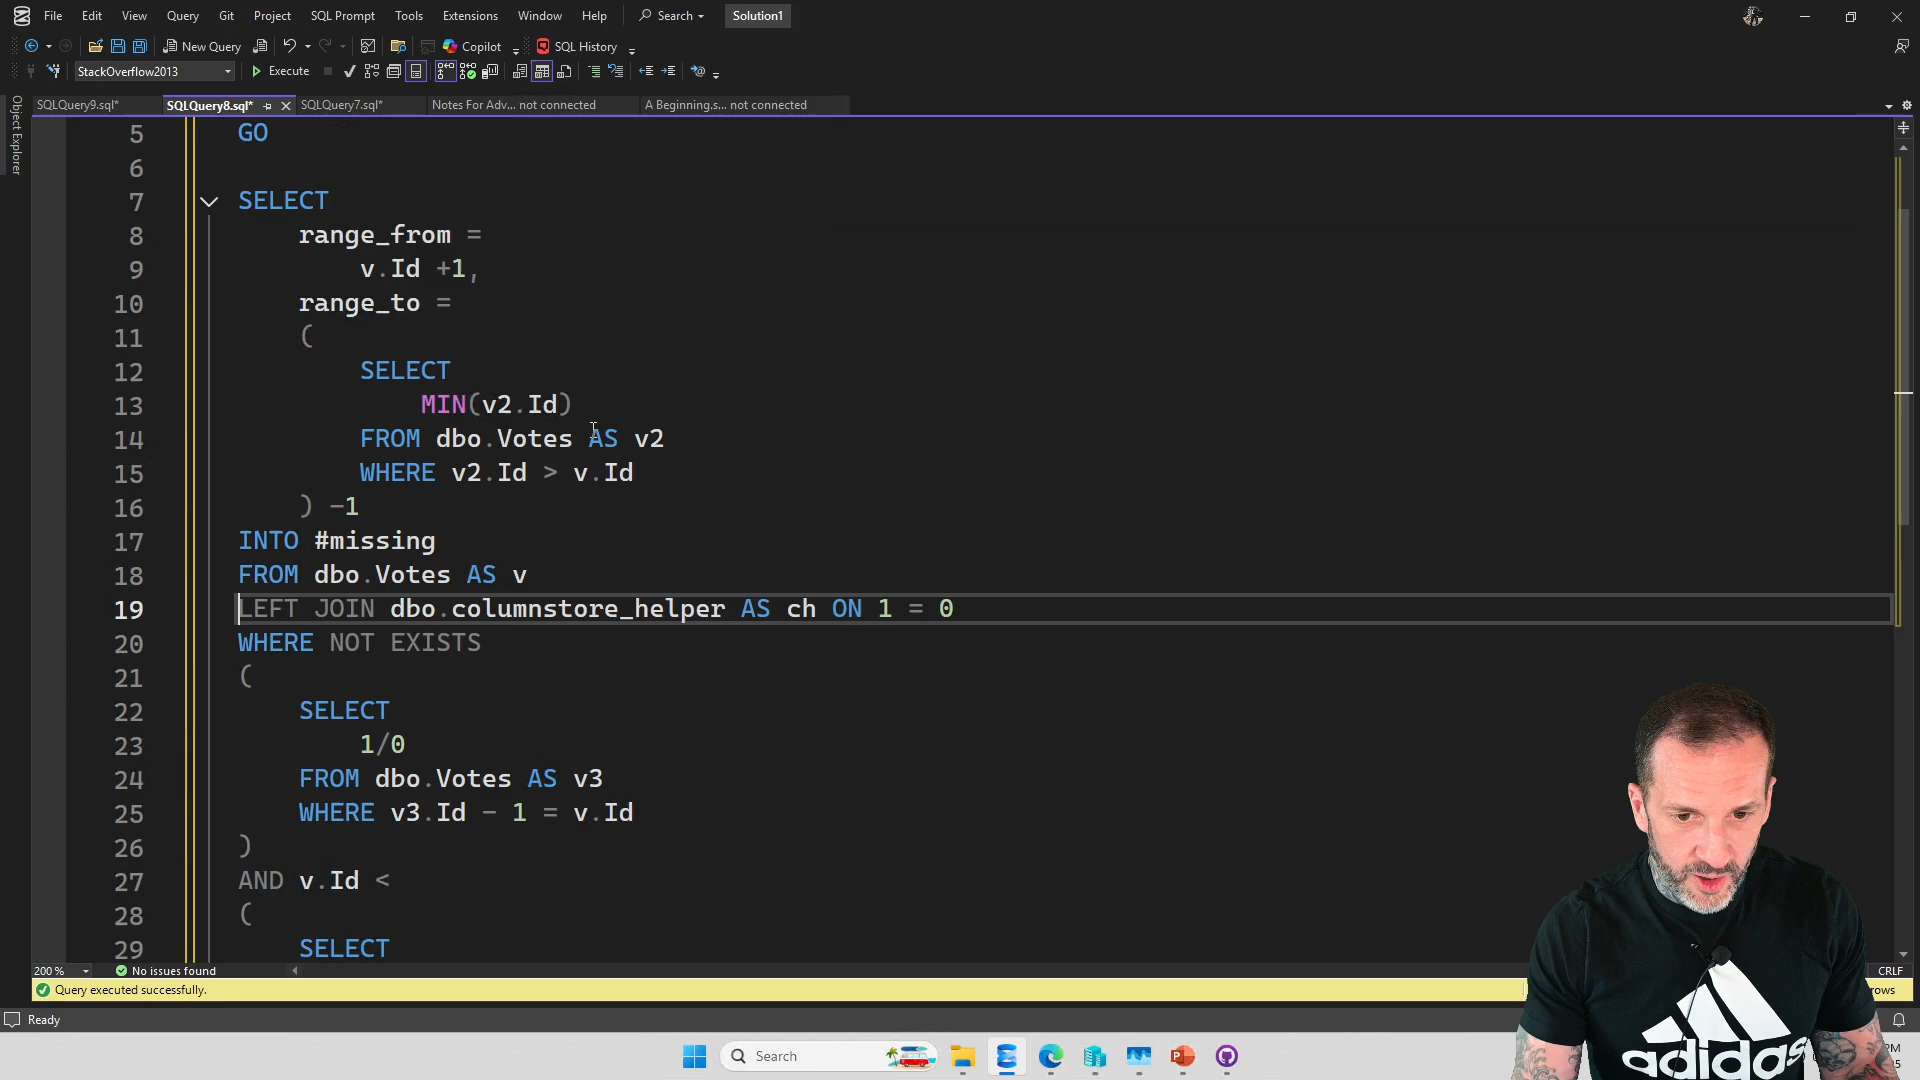 File Edit View Query Git Project SQL Prompt Tools Extensions Window Help Search Solution1
New Query Copilot SQL History
StackOverflow2013 Execute
SQLQuery9.sql* SQLQuery8.sql* SQLQuery7.sql* Notes For Adv... not connected A Beginning.s... not connected
Object Explorer
5 GO
6
7 SELECT
8 range_from =
9 v.Id +1,
10 range_to =
11 (
12 SELECT
13 MIN(v2.Id)
14 FROM dbo.Votes AS v2
15 WHERE v2.Id > v.Id
16 ) -1
17 INTO #missing
18 FROM dbo.Votes AS v
19 LEFT JOIN dbo.columnstore_helper AS ch ON 1 = 0
20 WHERE NOT EXISTS
21 (
22 SELECT
23 1/0
24 FROM dbo.Votes AS v3
25 WHERE v3.Id - 1 = v.Id
26 )
27 AND v.Id <
28 (
29 SELECT
200 % No issues found CRLF
Query executed successfully. rows
Ready
Search
PM
adidas